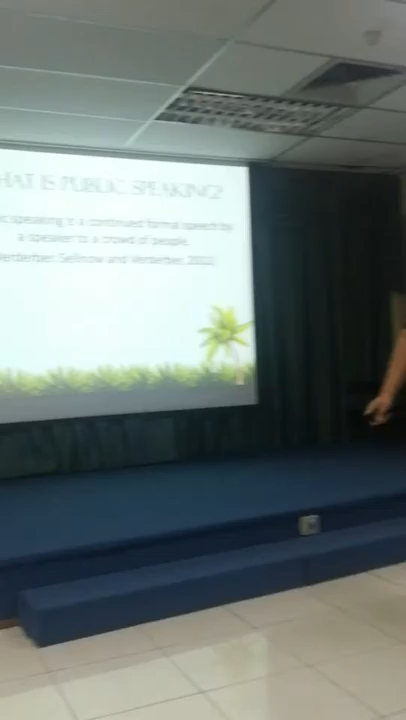 HAT IS PUBLIC SPEAKING?
ic speaking is a continued formal speech by
a speaker to a crowd of people.
Verderber, Sellnow and Verderber,